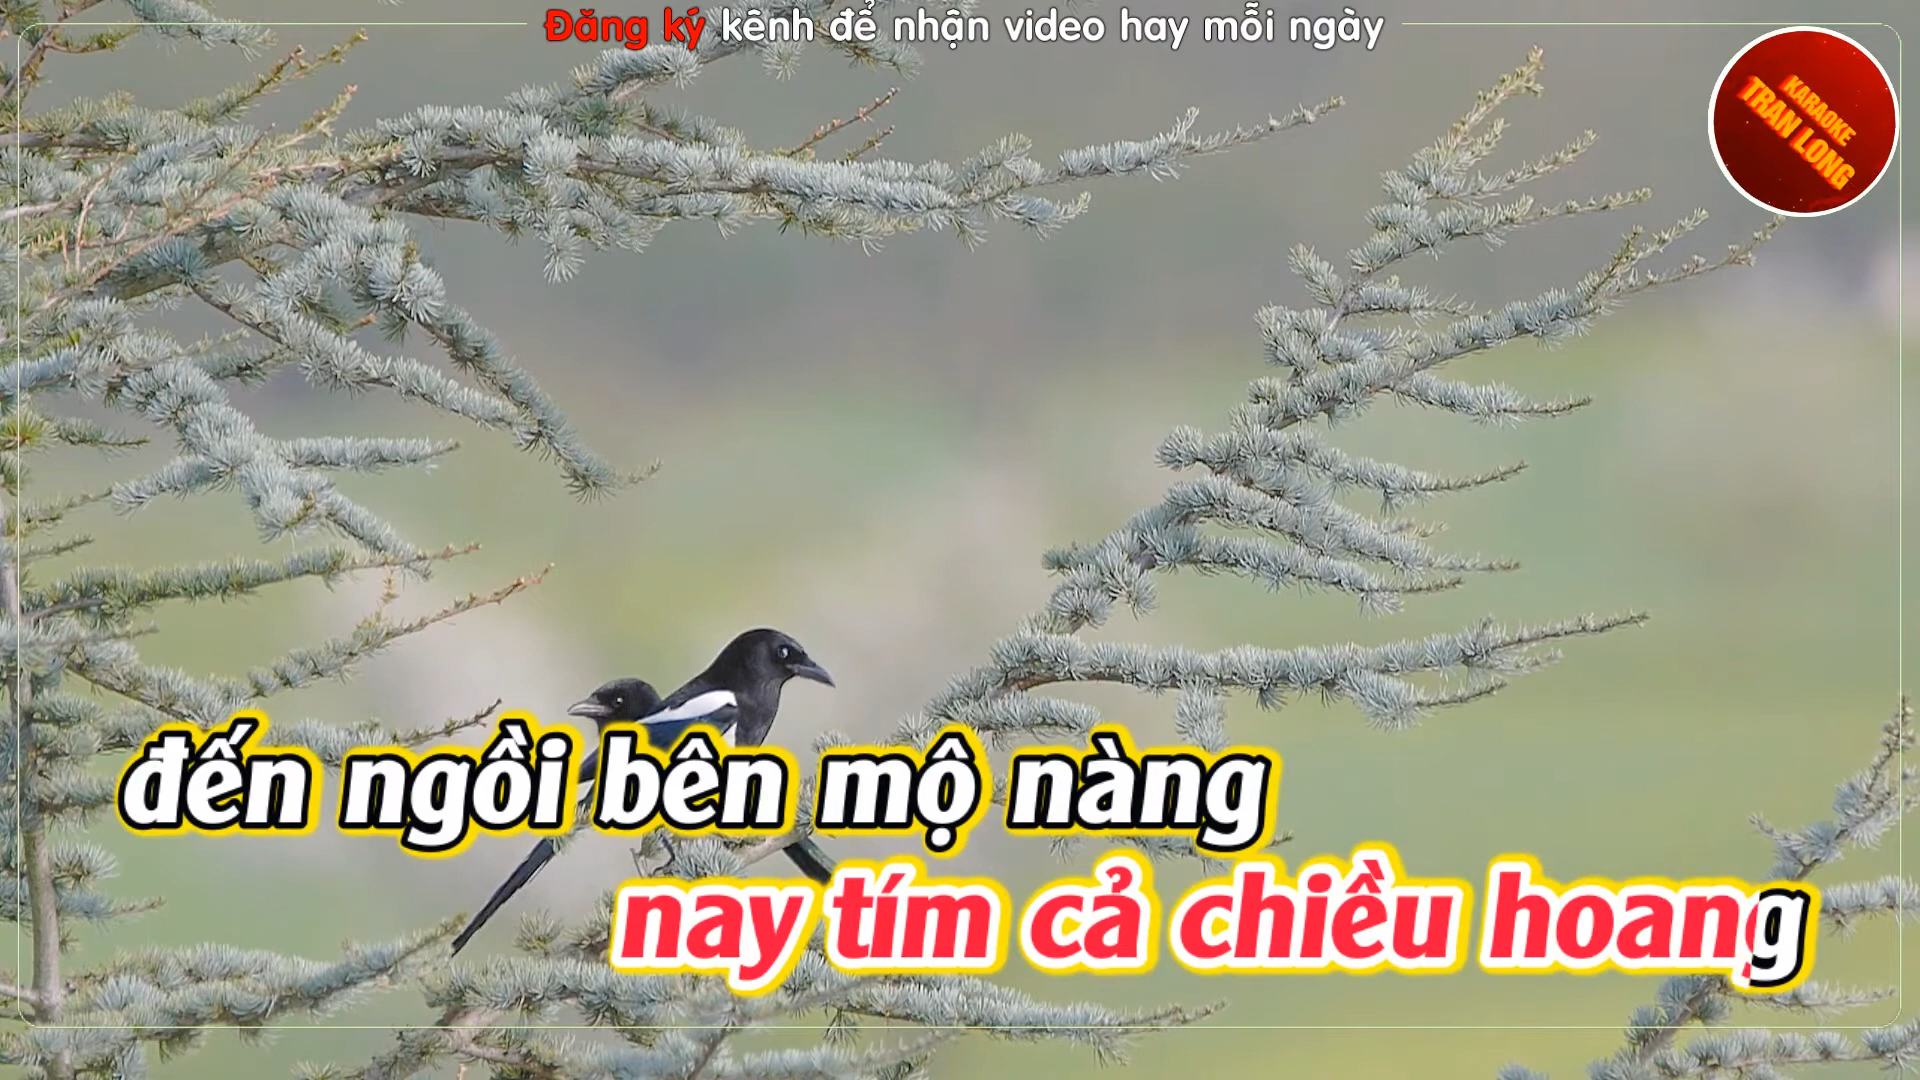 Đăng ký kênh để nhận video hay mỗi ngày
KARAOKE
TRAN LONG
đến ngồi bên mộ nàng
nay tím cả chiều hoang